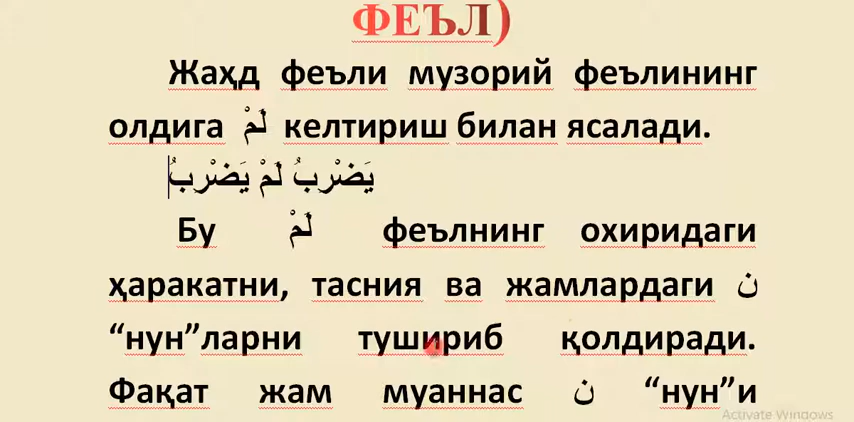 ФЕЪЛ)
Жаҳд феъли музорий феълининг
олдига لَمْ келтириш билан ясалади.
يَضْرِبُ لَمْ يَضْرِبُ
Бу لَمْ феълнинг охиридаги
ҳаракатни, тасния ва жамлардаги ن
“нун”ларни тушириб қолдиради.
Фақат жам муаннас ن “нун”и
Activate Windows